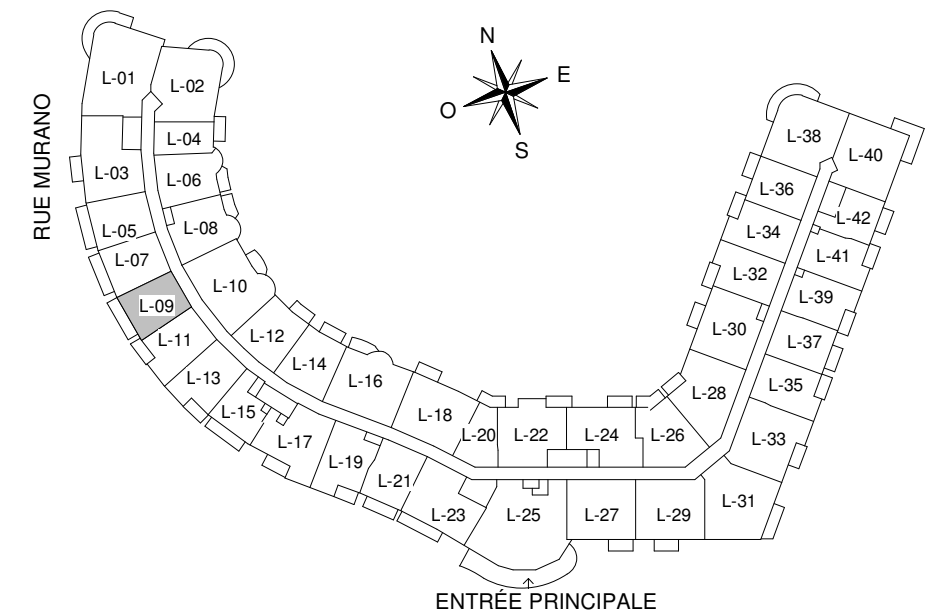 N
E
O
S
RUE MURANO
L-01
L-02
L-04
L-03
L-06
L-05
L-08
L-07
L-09
L-10
L-11
L-12
L-13
L-14
L-15
L-16
L-17
L-18
L-19
L-20
L-21
L-22
L-23
L-24
L-25
L-26
L-27
L-28
L-29
L-30
L-31
L-32
L-33
L-34
L-35
L-36
L-37
L-38
L-39
L-40
L-41
L-42
ENTRÉE PRINCIPALE